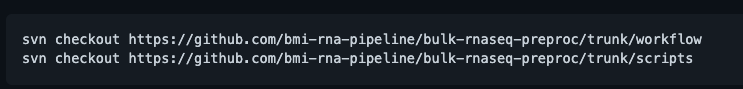 svn checkout https://github.com/bmi-rna-pipeline/bulk-rnaseq-preproc/trunk/workflow
svn checkout https://github.com/bmi-rna-pipeline/bulk-rnaseq-preproc/trunk/scripts